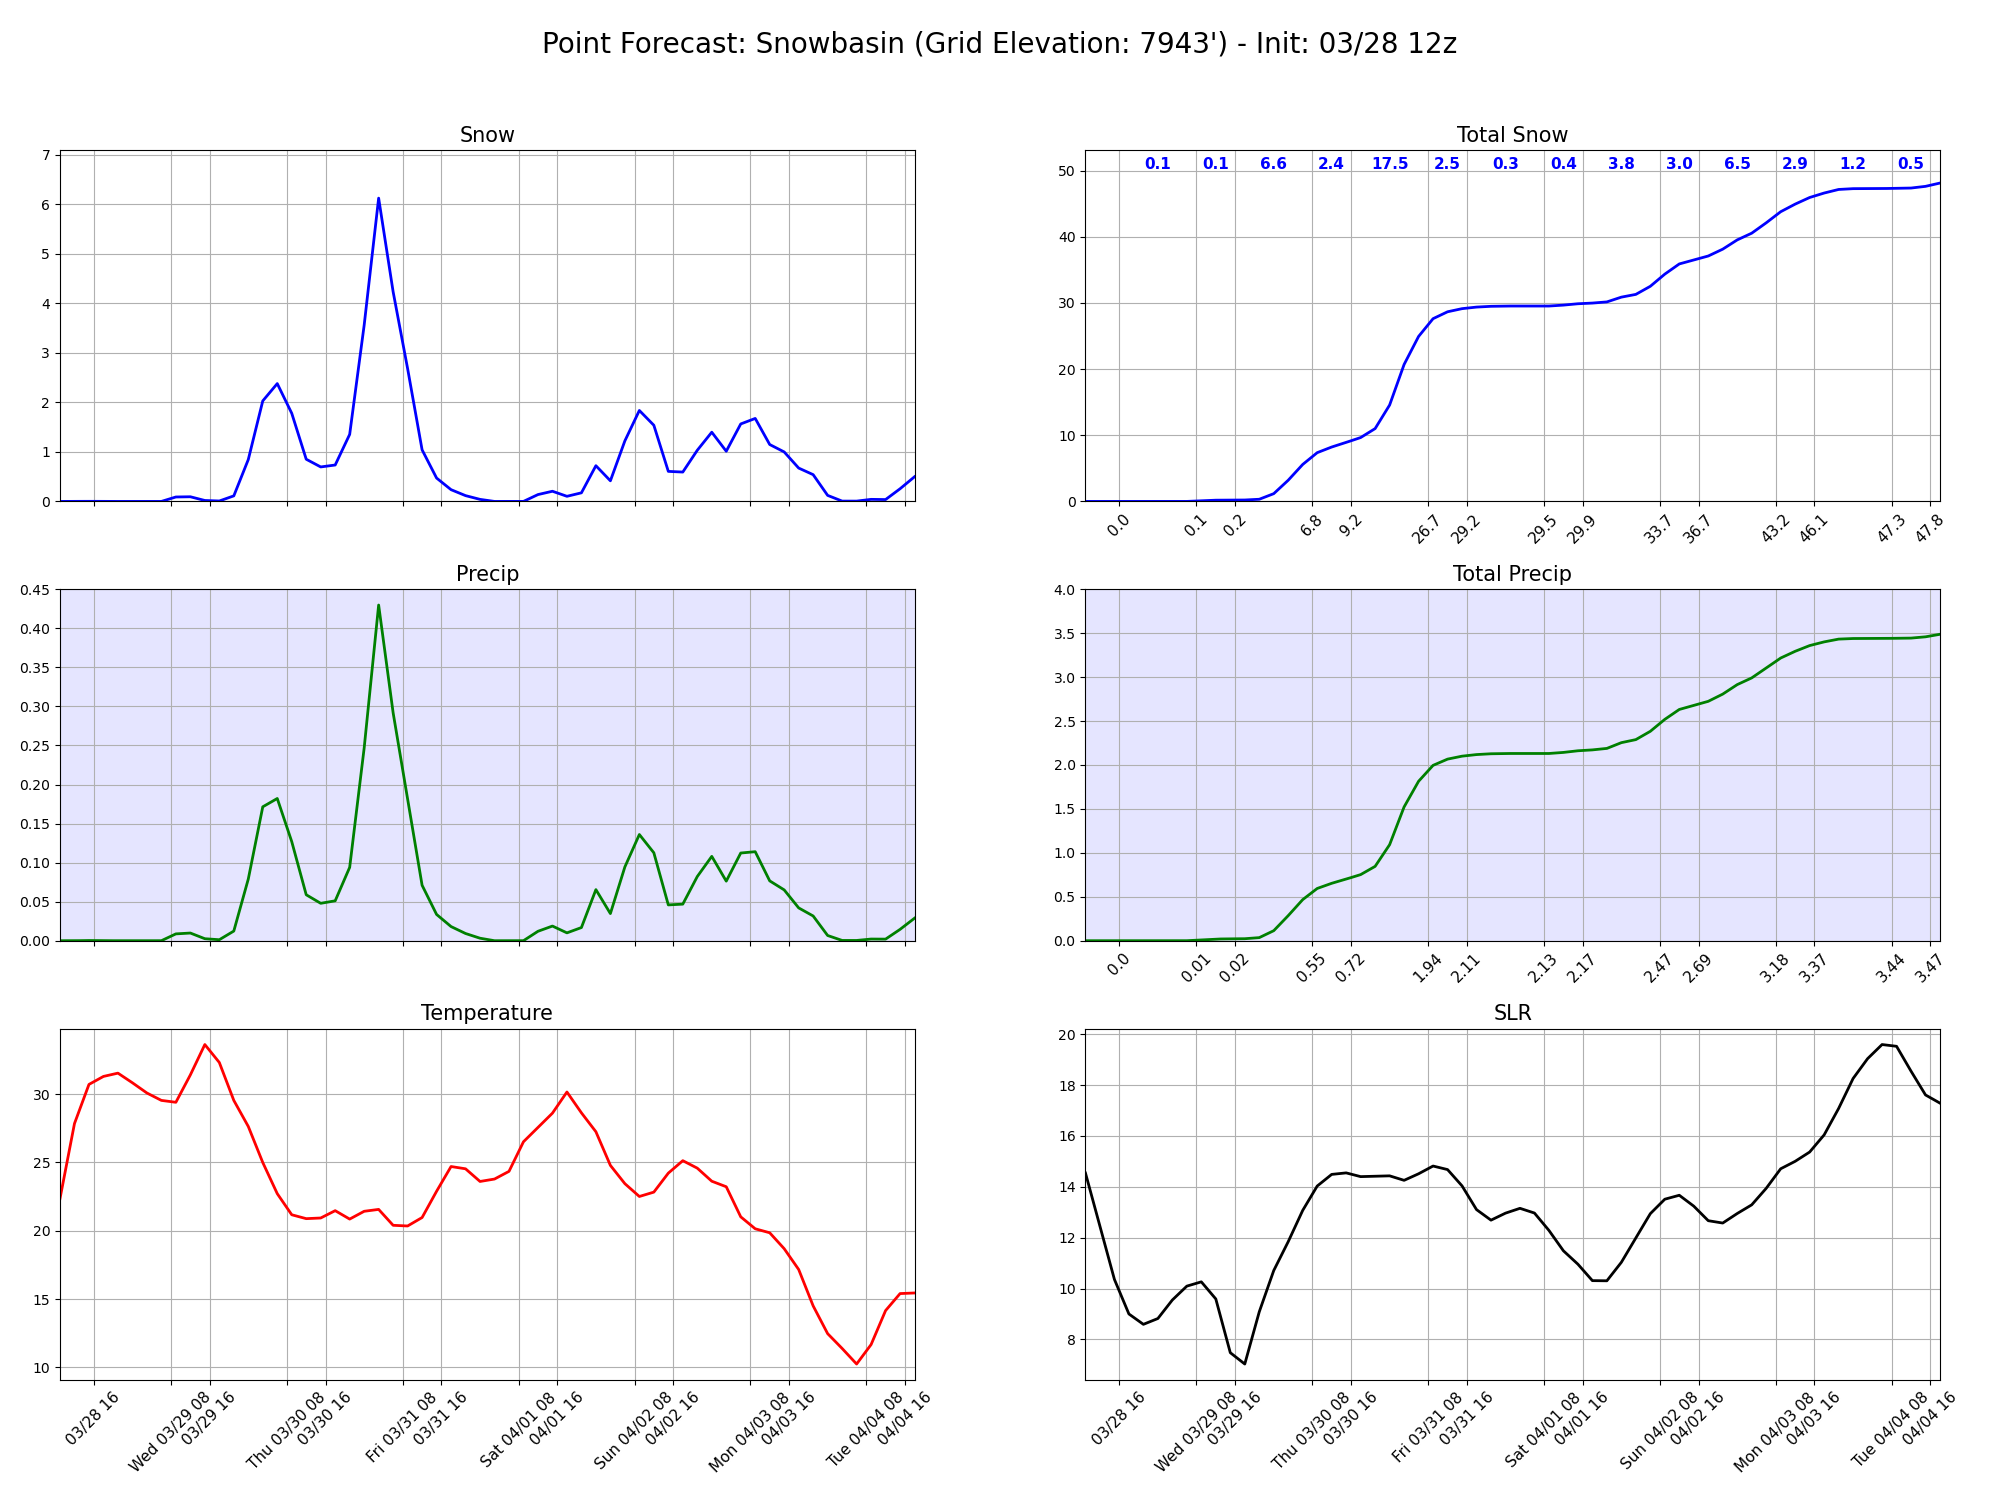 Point Forecast: Snowbasin (Grid Elevation: 7943') - Init: 03/28 12z
Snow
7
6
5
4
3
2
1
0
Total Snow
0.1 0.1 6.6 2.4 17.5 2.5 0.3 0.4 3.8 3.0 6.5 2.9 1.2 0.5
50
40
30
20
10
0
0.0 0.1 0.2 6.8 9.2 26.7 29.2 29.5 29.9 33.7 36.7 43.2 46.1 47.3 47.8
Precip
0.45
0.40
0.35
0.30
0.25
0.20
0.15
0.10
0.05
0.00
Total Precip
4.0
3.5
3.0
2.5
2.0
1.5
1.0
0.5
0.0
0.0 0.01 0.02 0.55 0.72 1.94 2.11 2.13 2.17 2.47 2.69 3.18 3.37 3.44 3.47
Temperature
30
25
20
15
10
03/28 16
Wed 03/29 08
03/29 16
Thu 03/30 08
03/30 16
Fri 03/31 08
03/31 16
Sat 04/01 08
04/01 16
Sun 04/02 08
04/02 16
Mon 04/03 08
04/03 16
Tue 04/04 08
04/04 16
SLR
20
18
16
14
12
10
8
03/28 16
Wed 03/29 08
03/29 16
Thu 03/30 08
03/30 16
Fri 03/31 08
03/31 16
Sat 04/01 08
04/01 16
Sun 04/02 08
04/02 16
Mon 04/03 08
04/03 16
Tue 04/04 08
04/04 16